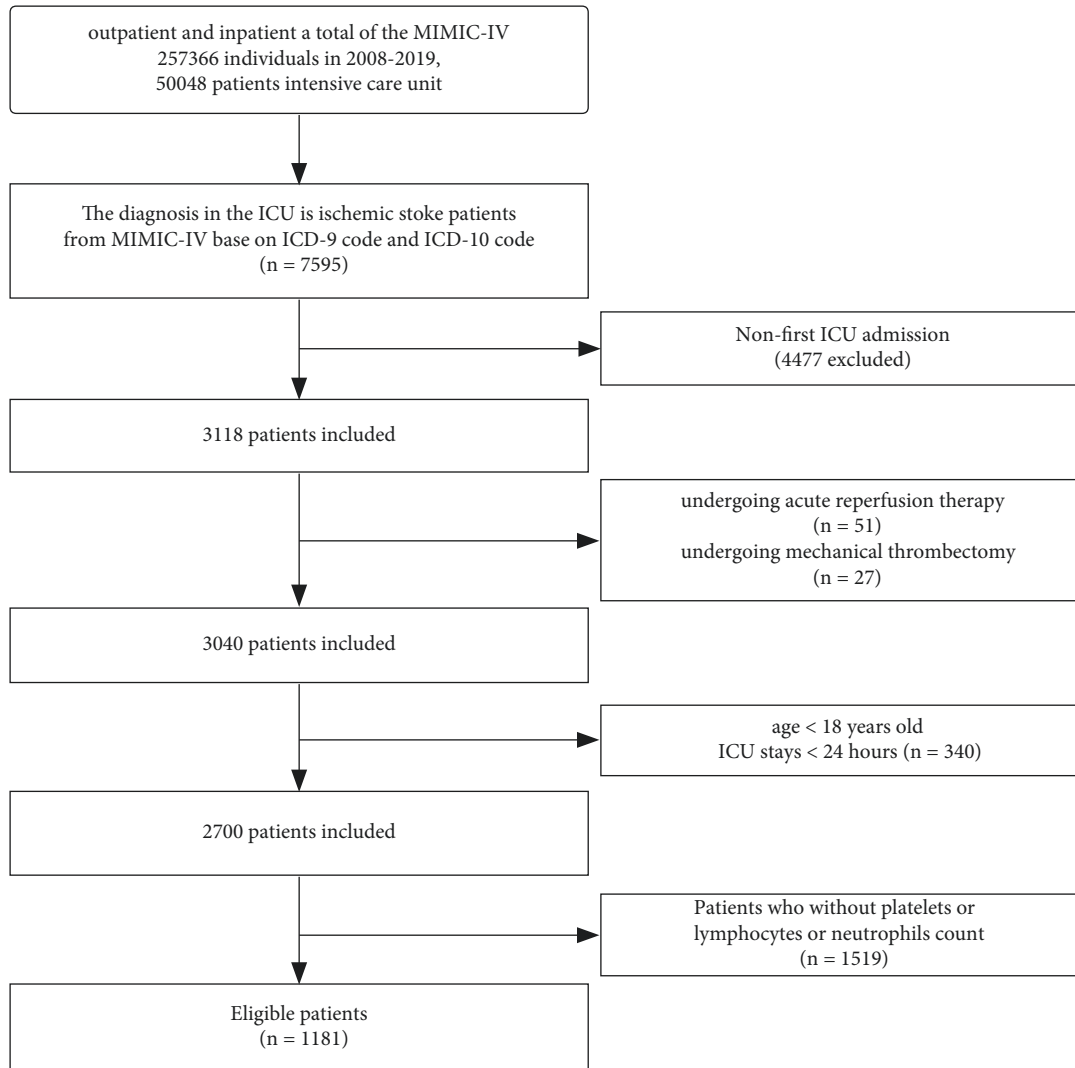 outpatient and inpatient a total of the MIMIC-IV
257366 individuals in 2008-2019,
50048 patients intensive care unit
The diagnosis in the ICU is ischemic stoke patients
from MIMIC-IV base on ICD-9 code and ICD-10 code
(n = 7595)
Non-first ICU admission
(4477 excluded)
3118 patients included
undergoing acute reperfusion therapy
(n = 51)
undergoing mechanical thrombectomy
(n = 27)
3040 patients included
age < 18 years old
ICU stays < 24 hours (n = 340)
2700 patients included
Patients who without platelets or
lymphocytes or neutrophils count
(n = 1519)
Eligible patients
(n = 1181)